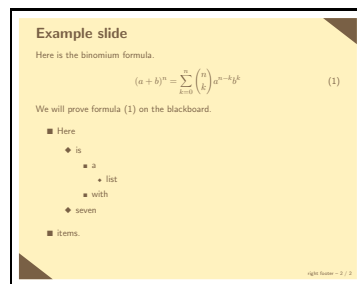 Example slide
Here is the binomium formula.
(a + b)^n = \sum_{k=0}^{n} \binom{n}{k} a^{n-k} b^k (1)
We will prove formula (1) on the blackboard.
■ Here
◆ is
■ a
• list
■ with
◆ seven
■ items.
right footer – 2 / 2